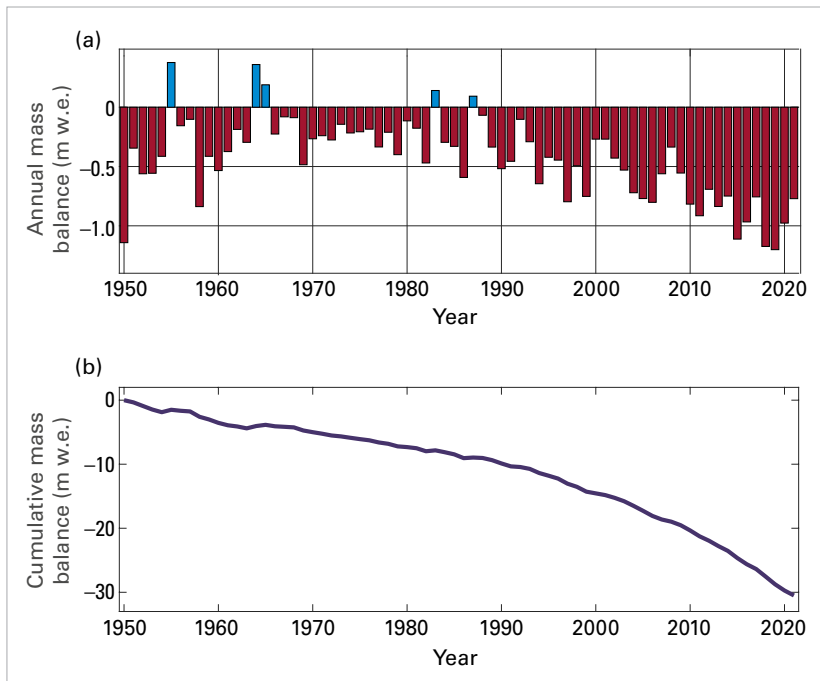 (a)
Annual mass
balance (m w.e.)
0
−0.5
−1.0
1950 1960 1970 1980 1990 2000 2010 2020
Year
(b)
Cumulative mass
balance (m w.e.)
0
−10
−20
−30
1950 1960 1970 1980 1990 2000 2010 2020
Year